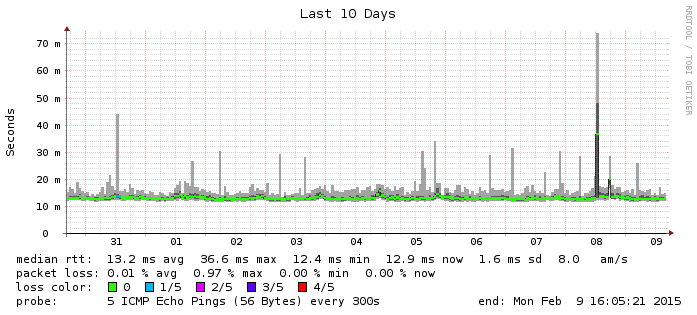 Last 10 Days
RRDTOOL / TOBI OETIKER
Seconds
70 m
60 m
50 m
40 m
30 m
20 m
10 m
0
31 01 02 03 04 05 06 07 08 09
median rtt: 13.2 ms avg 36.6 ms max 12.4 ms min 12.9 ms now 1.6 ms sd 8.0 am/s
packet loss: 0.01 % avg 0.97 % max 0.00 % min 0.00 % now
loss color: 0 1/5 2/5 3/5 4/5
probe: 5 ICMP Echo Pings (56 Bytes) every 300s end: Mon Feb 9 16:05:21 2015